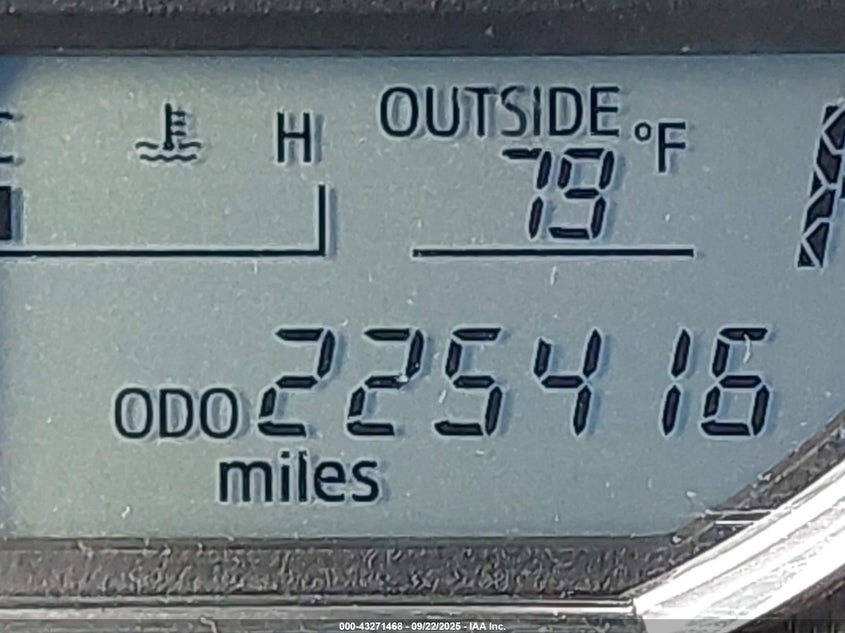 C H OUTSIDE °F
79
ODO 225416
miles
000-43271468 - 09/22/2025 - IAA Inc.